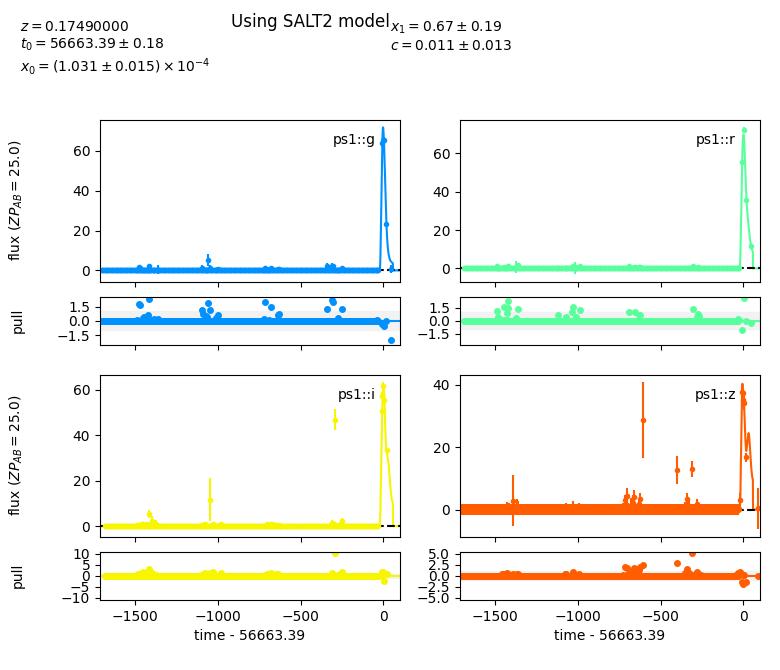 Using SALT2 model
z = 0.17490000
t0 = 56663.39 ± 0.18
x0 = (1.031 ± 0.015) × 10^-4
x1 = 0.67 ± 0.19
c = 0.011 ± 0.013
flux (ZP_AB = 25.0)
60
40
20
0
ps1::g
60
40
20
0
ps1::r
pull
1.5
0.0
−1.5
1.5
0.0
−1.5
flux (ZP_AB = 25.0)
60
40
20
0
ps1::i
40
20
0
ps1::z
pull
10
5
0
−5
−10
5.0
2.5
0.0
−2.5
−5.0
−1500
−1000
−500
0
−1500
−1000
−500
0
time - 56663.39
time - 56663.39